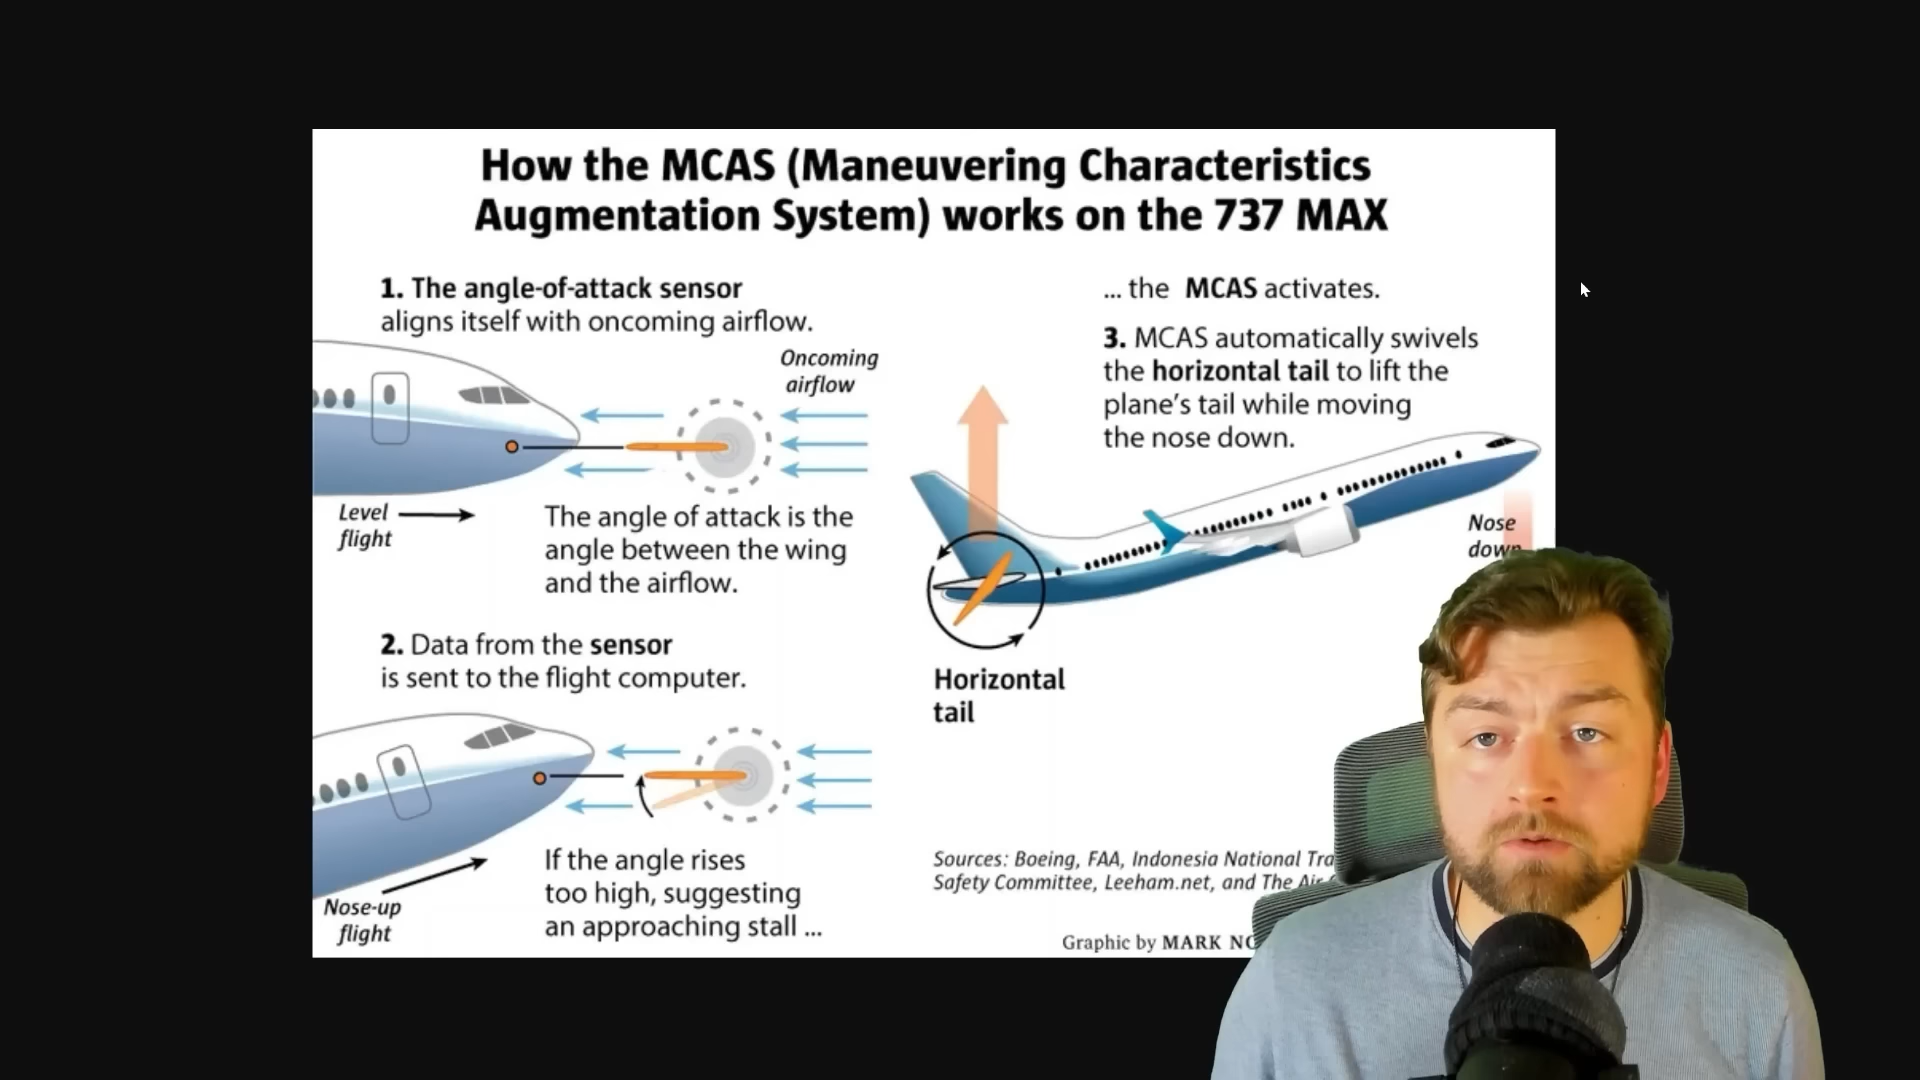 How the MCAS (Maneuvering Characteristics
Augmentation System) works on the 737 MAX
1. The angle-of-attack sensor
aligns itself with oncoming airflow.
Oncoming
airflow
Level
flight
The angle of attack is the
angle between the wing
and the airflow.
2. Data from the sensor
is sent to the flight computer.
Nose-up
flight
If the angle rises
too high, suggesting
an approaching stall ...
... the MCAS activates.
3. MCAS automatically swivels
the horizontal tail to lift the
plane's tail while moving
the nose down.
Nose
down
Horizontal
tail
Sources: Boeing, FAA, Indonesia National
Safety Committee, Leeham.net, and The Air
Graphic by MARK